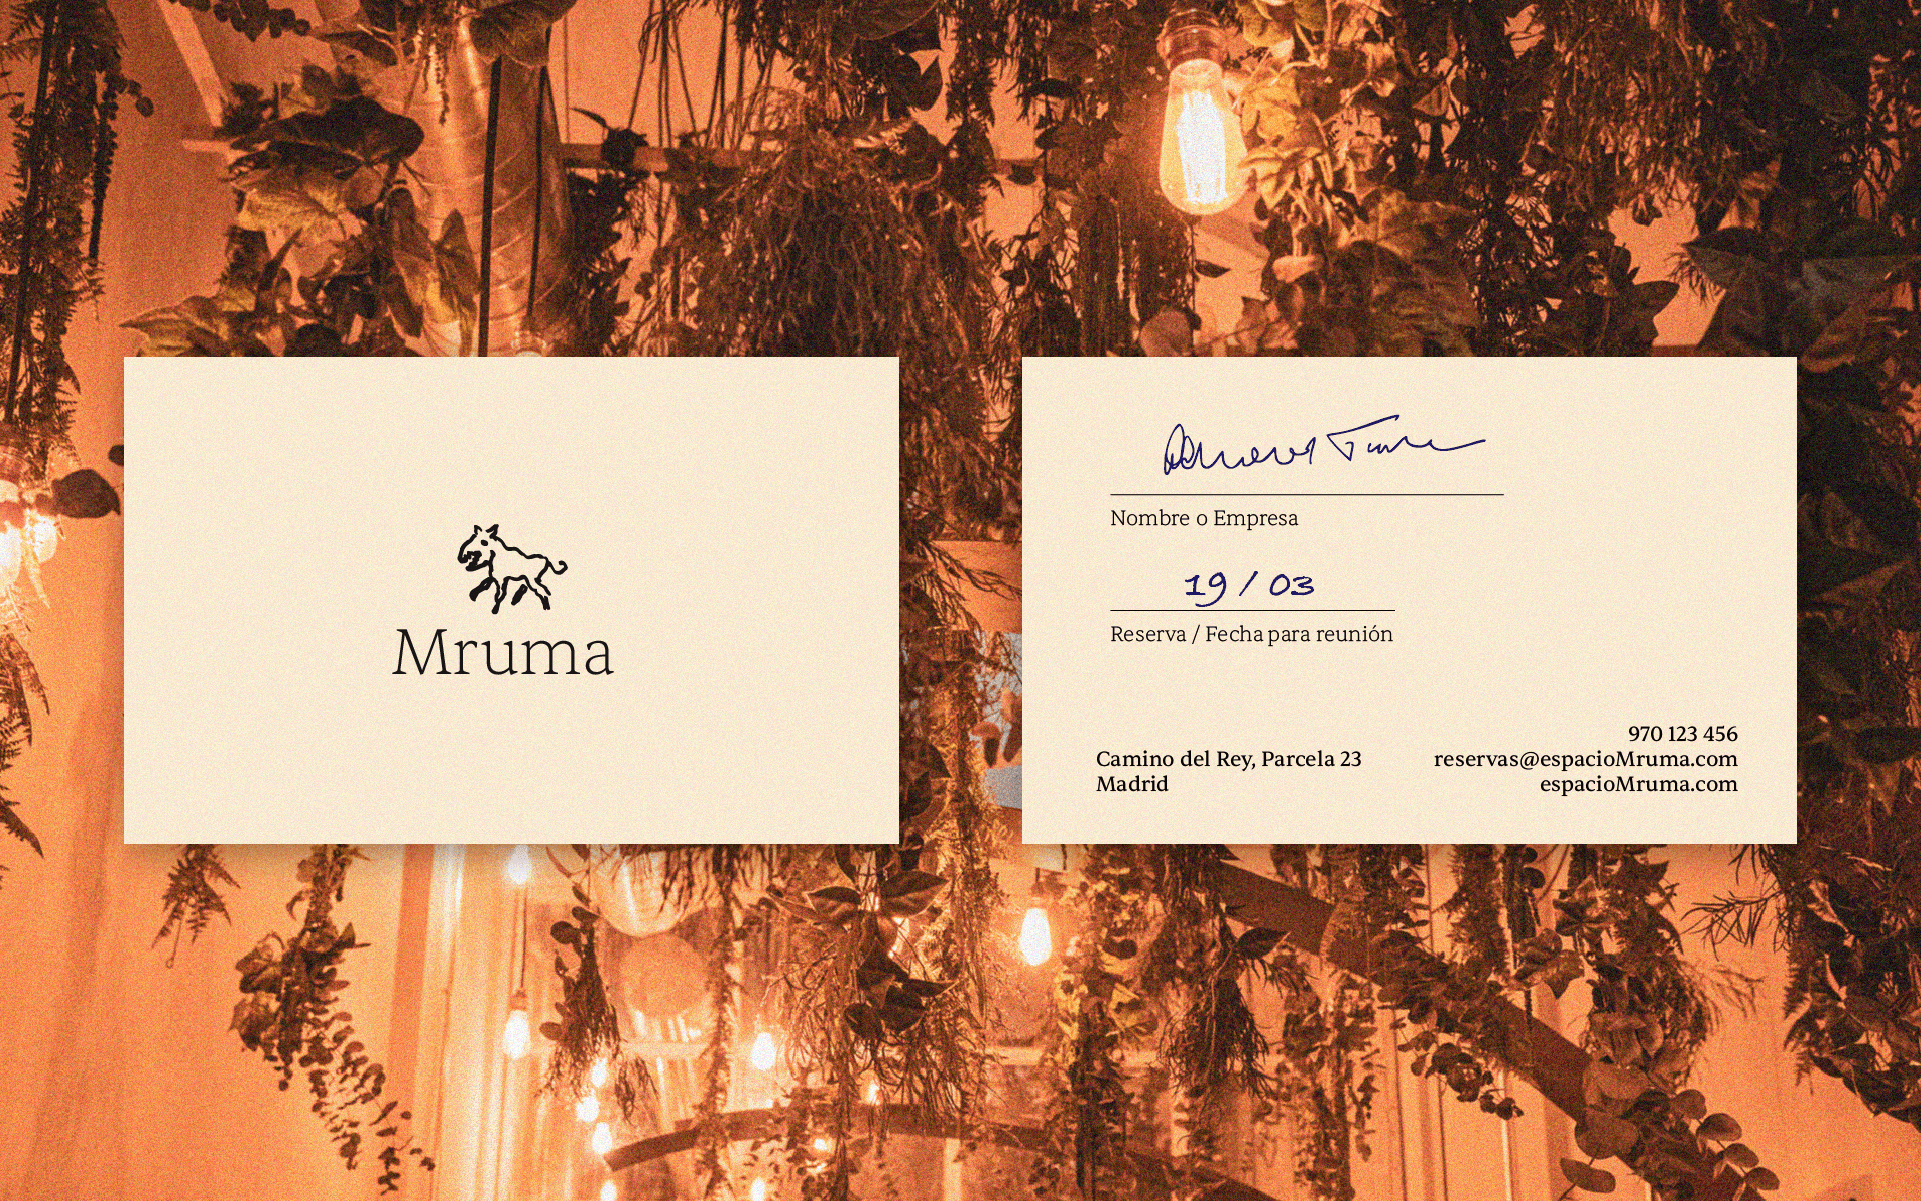 Mruma
Nombre o Empresa
19 / 03
Reserva / Fecha para reunión
Camino del Rey, Parcela 23
Madrid
970 123 456
reservas@espacioMruma.com
espacioMruma.com